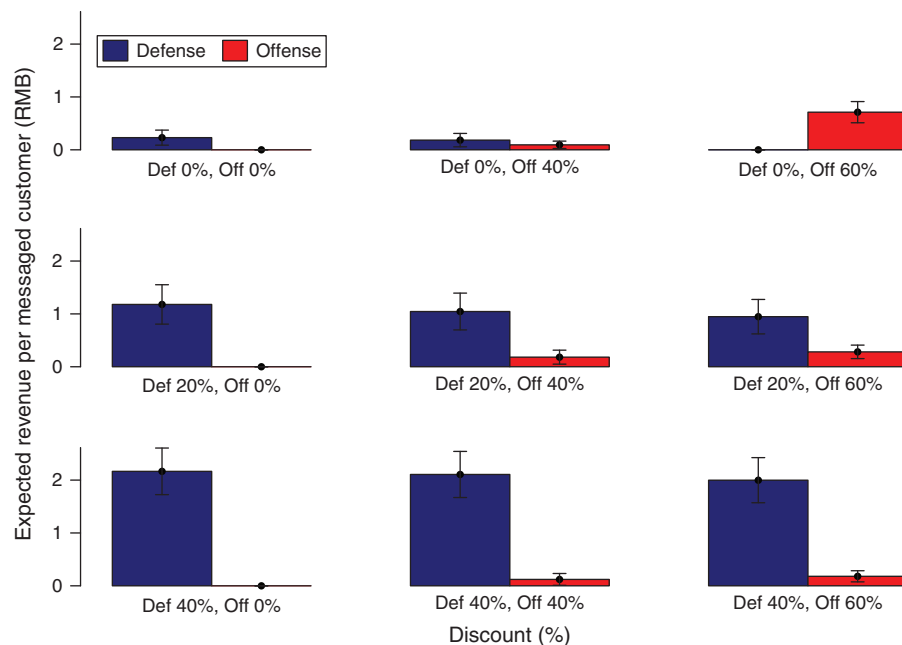 Expected revenue per messaged customer (RMB)
Defense Offense
2
1
0
Def 0%, Off 0% Def 0%, Off 40% Def 0%, Off 60%
2
1
0
Def 20%, Off 0% Def 20%, Off 40% Def 20%, Off 60%
2
1
0
Def 40%, Off 0% Def 40%, Off 40% Def 40%, Off 60%
Discount (%)